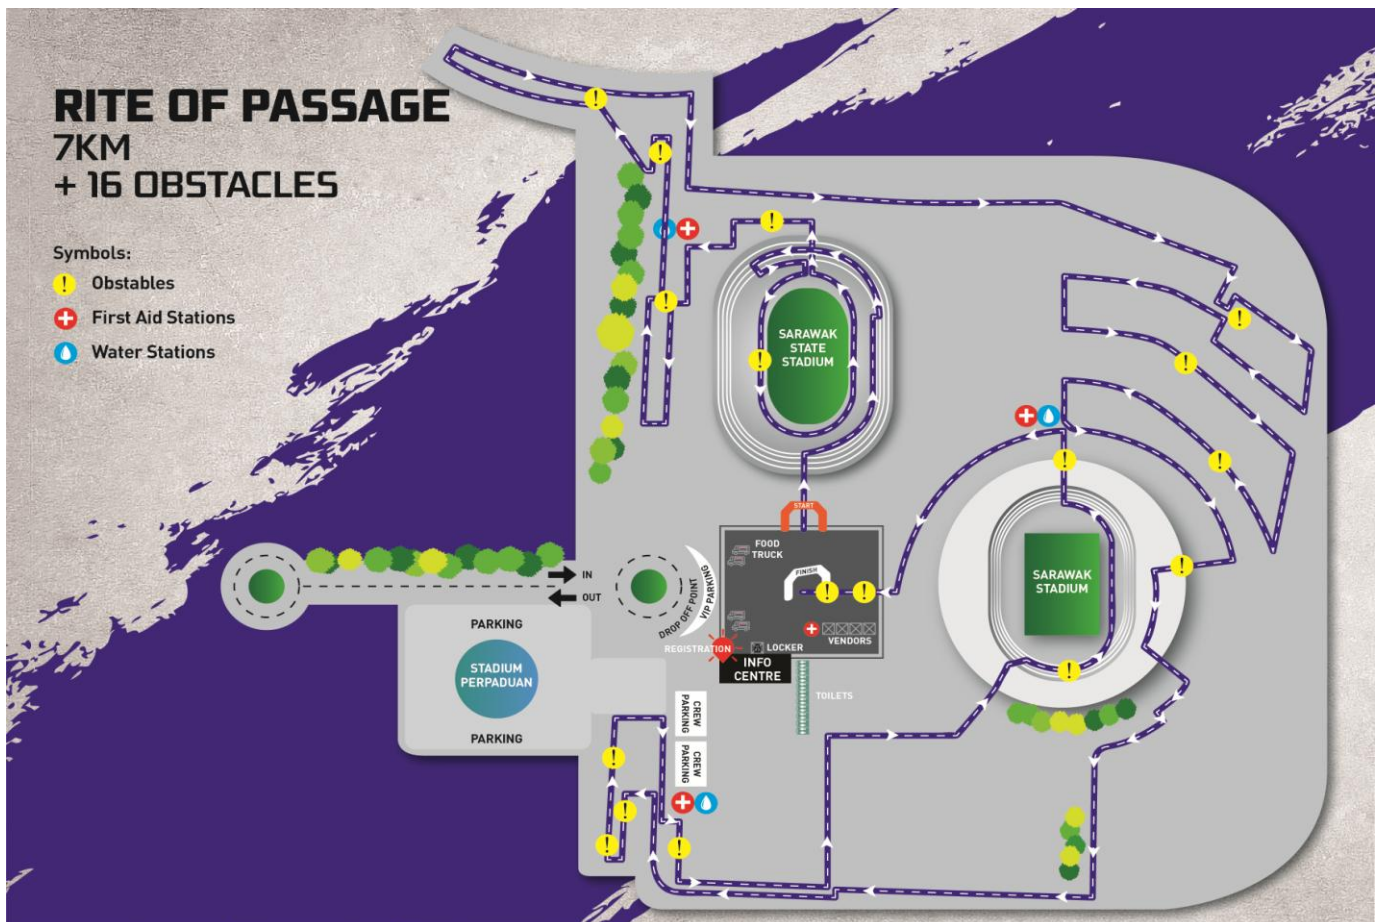 RITE OF PASSAGE
7KM
+ 16 OBSTACLES
Symbols:
! Obstables
First Aid Stations
Water Stations
SARAWAK
STATE
STADIUM
START
FOOD
TRUCK
FINISH
IN
OUT
DROP OFF POINT
VIP PARKING
VENDORS
REGISTRATION
LOCKER
INFO
CENTRE
TOILETS
SARAWAK
STADIUM
PARKING
STADIUM
PERPADUAN
PARKING
CREW
PARKING
CREW
PARKING